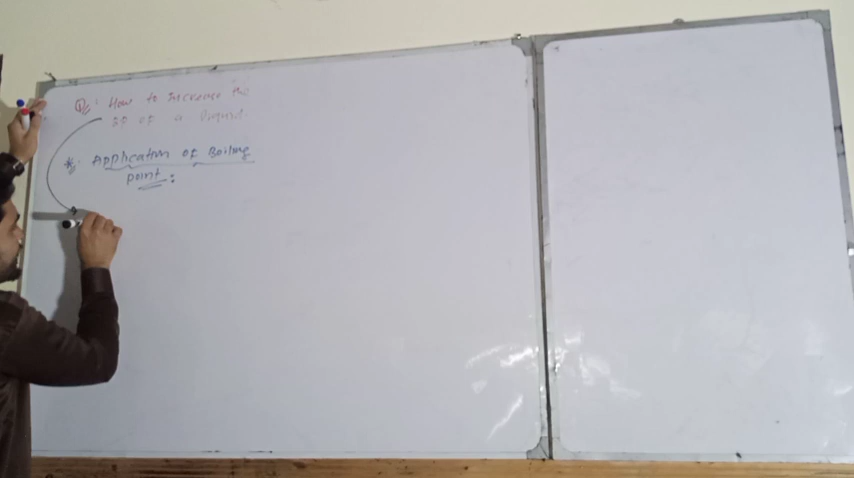 Q: How to increase the
BP of a liquid.
*: Application of Boiling
point: